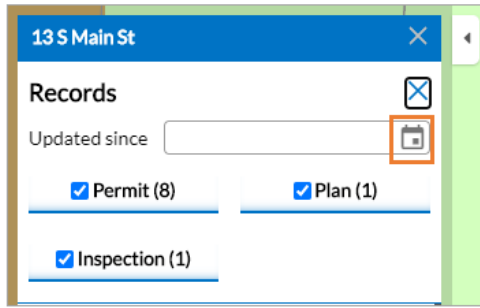 13 S Main St
Records
Updated since
Permit (8) Plan (1)
Inspection (1)